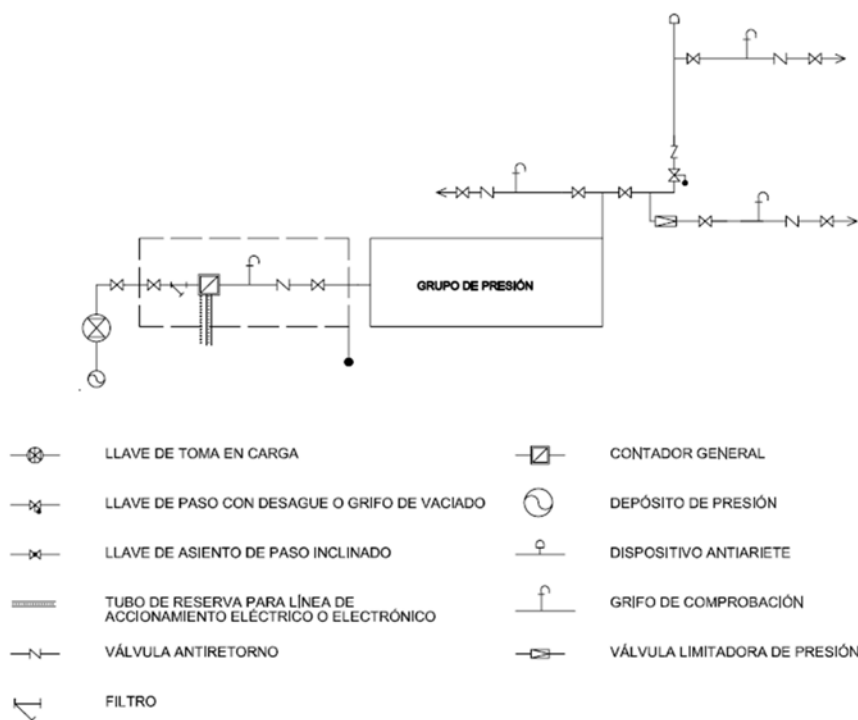 GRUPO DE PRESIÓN
LLAVE DE TOMA EN CARGA
CONTADOR GENERAL
LLAVE DE PASO CON DESAGUE O GRIFO DE VACIADO
DEPÓSITO DE PRESIÓN
LLAVE DE ASIENTO DE PASO INCLINADO
DISPOSITIVO ANTIARIETE
TUBO DE RESERVA PARA LÍNEA DE
ACCIONAMIENTO ELÉCTRICO O ELECTRÓNICO
GRIFO DE COMPROBACIÓN
VÁLVULA ANTIRETORNO
VÁLVULA LIMITADORA DE PRESIÓN
FILTRO